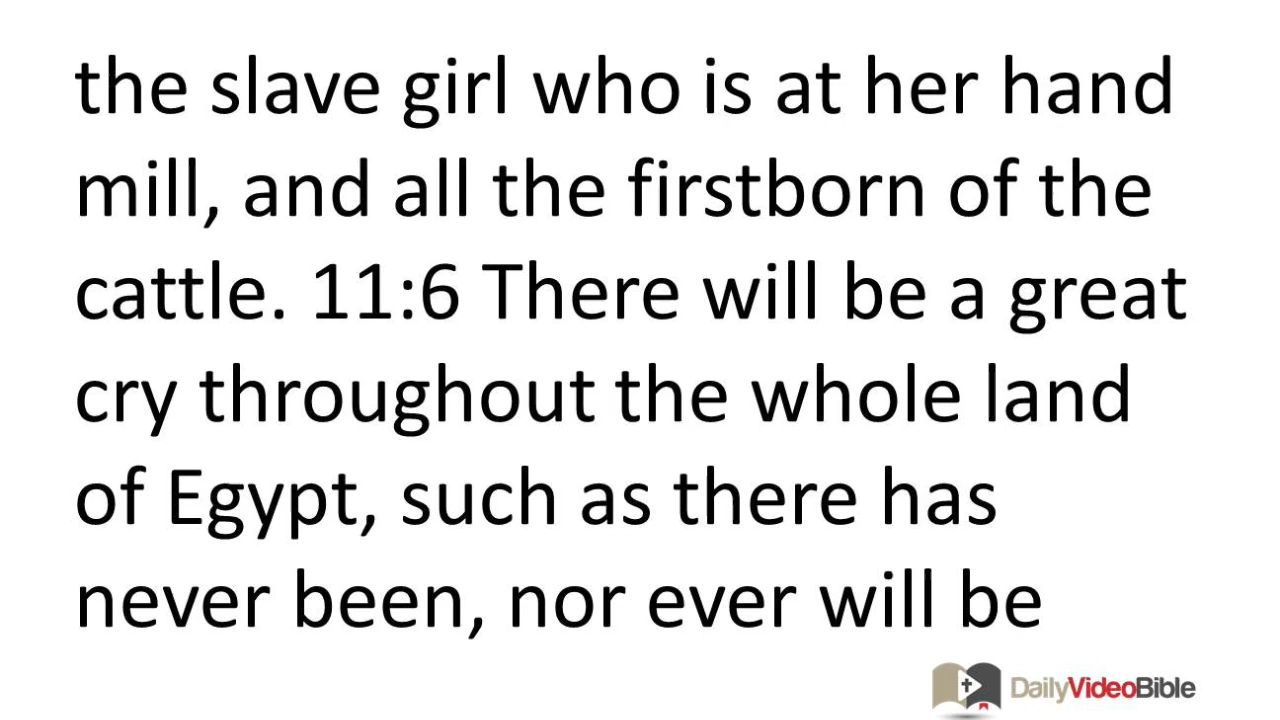 the slave girl who is at her hand
mill, and all the firstborn of the
cattle. 11:6 There will be a great
cry throughout the whole land
of Egypt, such as there has
never been, nor ever will be
DailyVideoBible